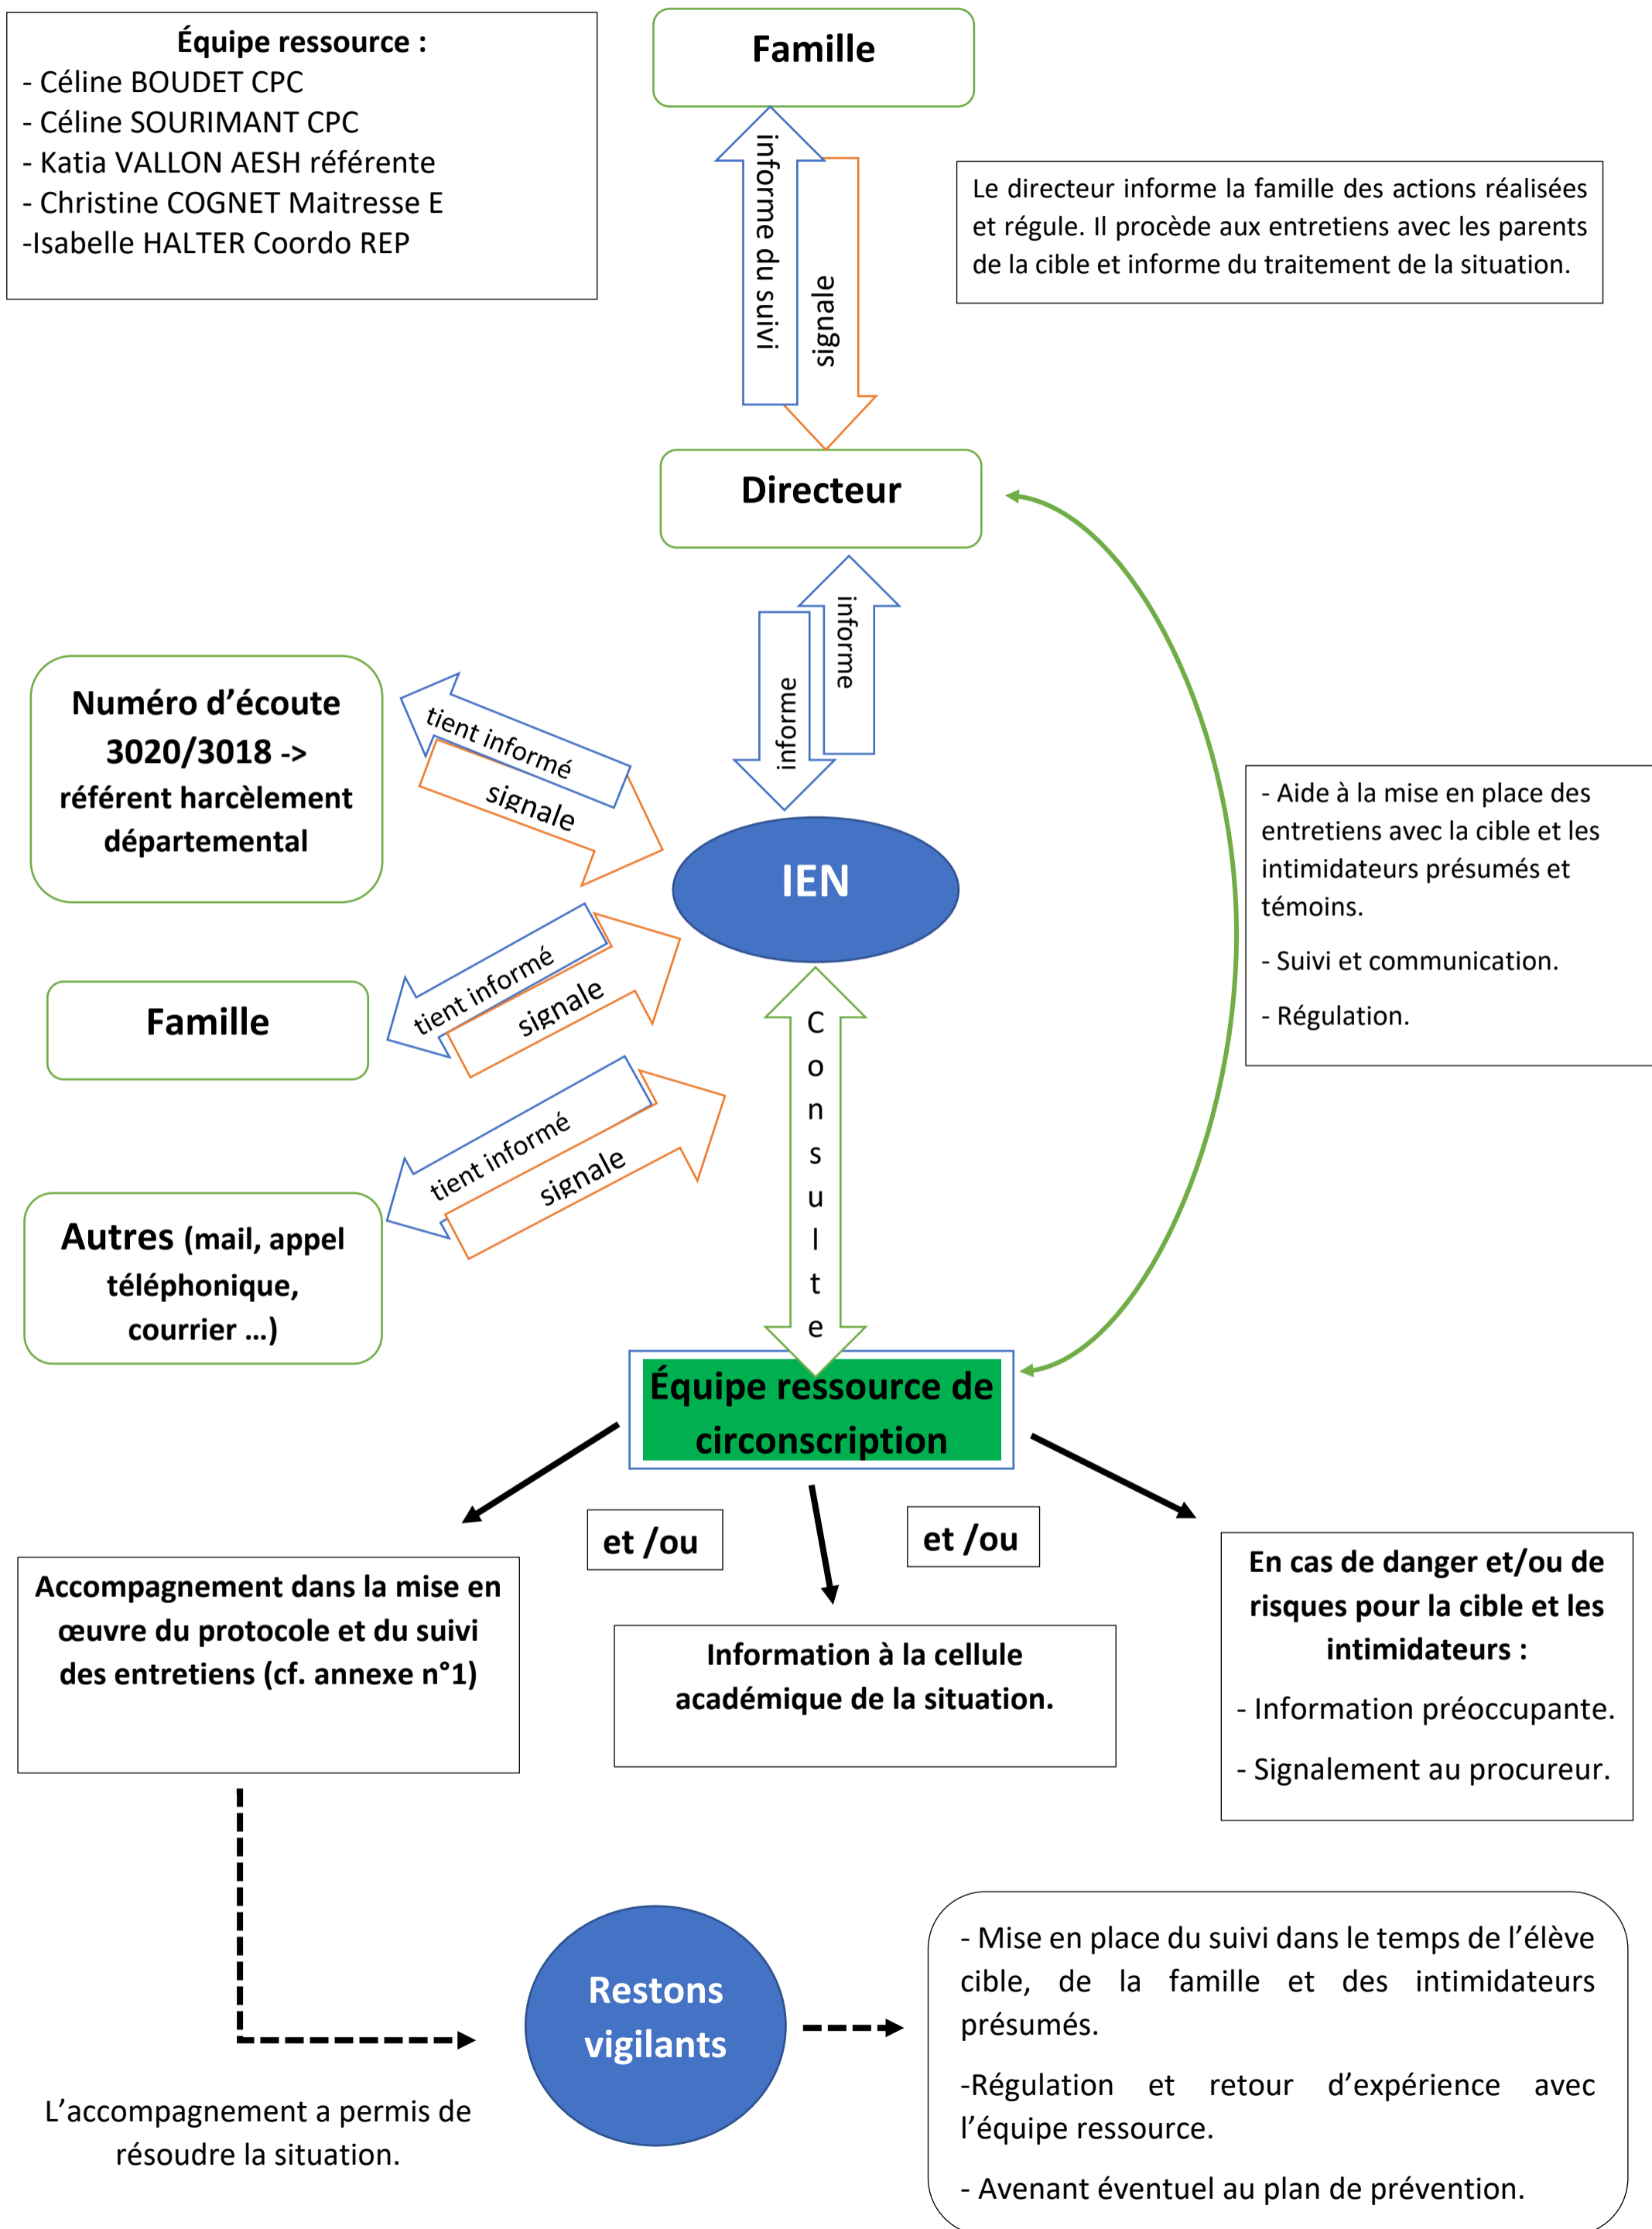 Équipe ressource :
- Céline BOUDET CPC
- Céline SOURIMANT CPC
- Katia VALLON AESH référente
- Christine COGNET Maitresse E
-Isabelle HALTER Coordo REP
Famille
informe du suivi
signale
Le directeur informe la famille des actions réalisées
et régule. Il procède aux entretiens avec les parents
de la cible et informe du traitement de la situation.
Directeur
informe
informe
Numéro d’écoute
3020/3018 ->
référent harcèlement
départemental
tient informé
signale
IEN
- Aide à la mise en place des
entretiens avec la cible et les
intimidateurs présumés et
témoins.
- Suivi et communication.
- Régulation.
Famille
tient informé
signale
Consulte
Autres (mail, appel
téléphonique,
courrier …)
tient informé
signale
Équipe ressource de
circonscription
et /ou
et /ou
Accompagnement dans la mise en
œuvre du protocole et du suivi
des entretiens (cf. annexe n°1)
Information à la cellule
académique de la situation.
En cas de danger et/ou de
risques pour la cible et les
intimidateurs :
- Information préoccupante.
- Signalement au procureur.
L’accompagnement a permis de
résoudre la situation.
Restons
vigilants
- Mise en place du suivi dans le temps de l’élève
cible, de la famille et des intimidateurs
présumés.
-Régulation et retour d’expérience avec
l’équipe ressource.
- Avenant éventuel au plan de prévention.